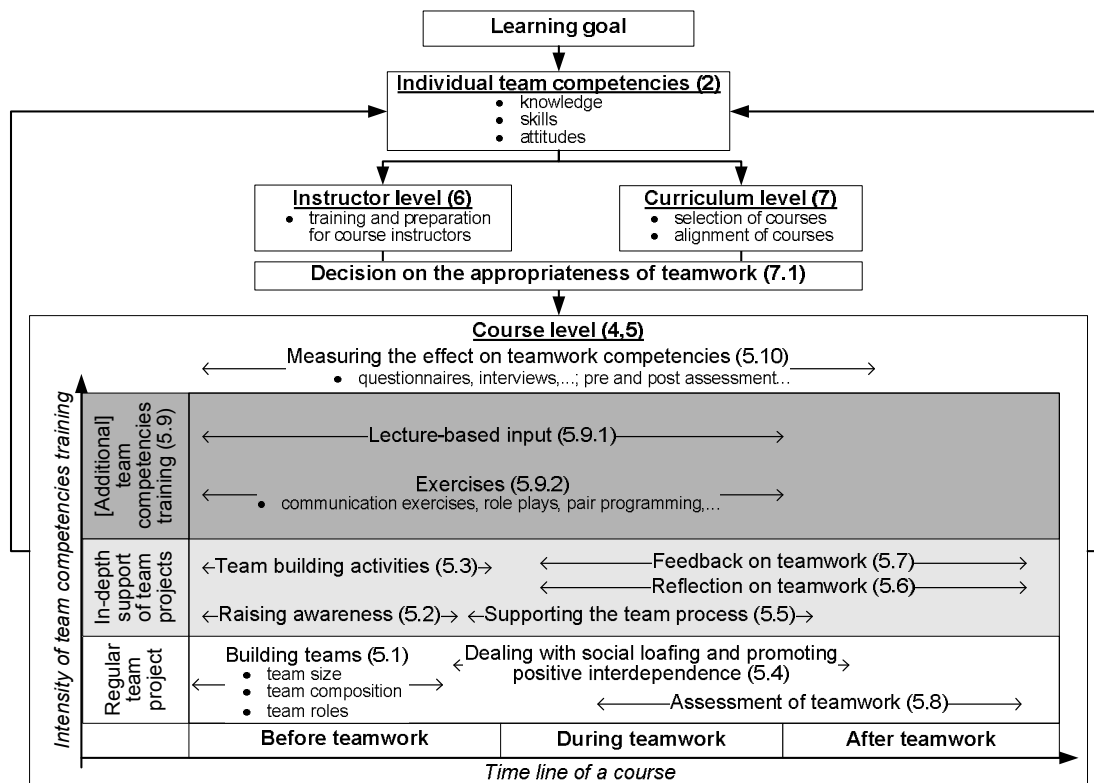 Learning goal
Individual team competencies (2)
• knowledge
• skills
• attitudes
Instructor level (6)
• training and preparation
for course instructors
Curriculum level (7)
• selection of courses
• alignment of courses
Decision on the appropriateness of teamwork (7.1)
Course level (4,5)
Measuring the effect on teamwork competencies (5.10)
• questionnaires, interviews,...; pre and post assessment...
Intensity of team competencies training
[Additional]
team
competencies
training (5.9)
Lecture-based input (5.9.1)
Exercises (5.9.2)
• communication exercises, role plays, pair programming,...
In-depth
support
of team
projects
Team building activities (5.3)
Feedback on teamwork (5.7)
Reflection on teamwork (5.6)
Raising awareness (5.2)
Supporting the team process (5.5)
Regular
team
project
Building teams (5.1)
• team size
• team composition
• team roles
Dealing with social loafing and promoting
positive interdependence (5.4)
Assessment of teamwork (5.8)
Before teamwork
During teamwork
After teamwork
Time line of a course